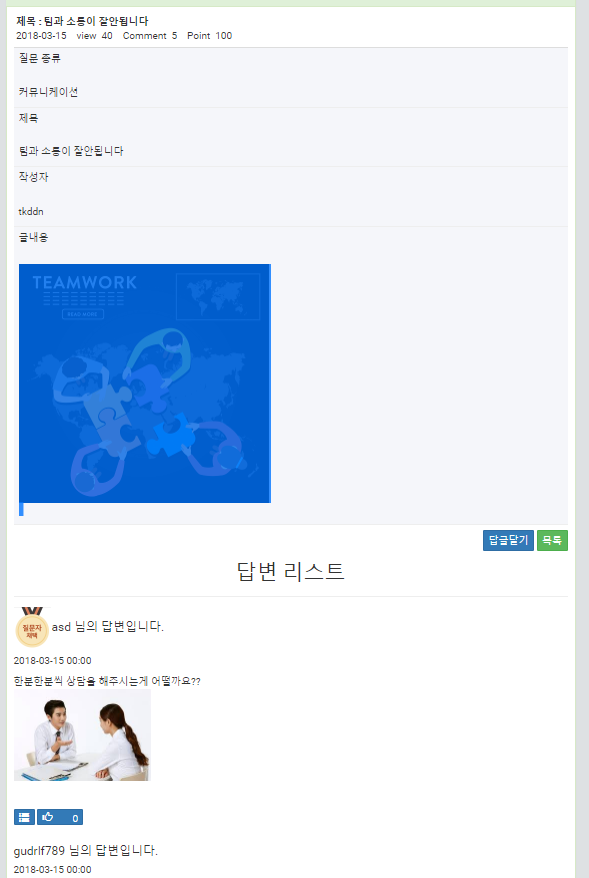 제목 : 팀과 소통이 잘안됩니다
2018-03-15 view 40 Comment 5 Point 100
질문 종류
커뮤니케이션
제목
팀과 소통이 잘안됩니다
작성자
tkddn
글내용
TEAMWORK
READ MORE
답글닫기 목록
답변 리스트
질문자
채택
asd 님의 답변입니다.
2018-03-15 00:00
한분한분씩 상담을 해주시는게 어떨까요??
0
gudrlf789 님의 답변입니다.
2018-03-15 00:00